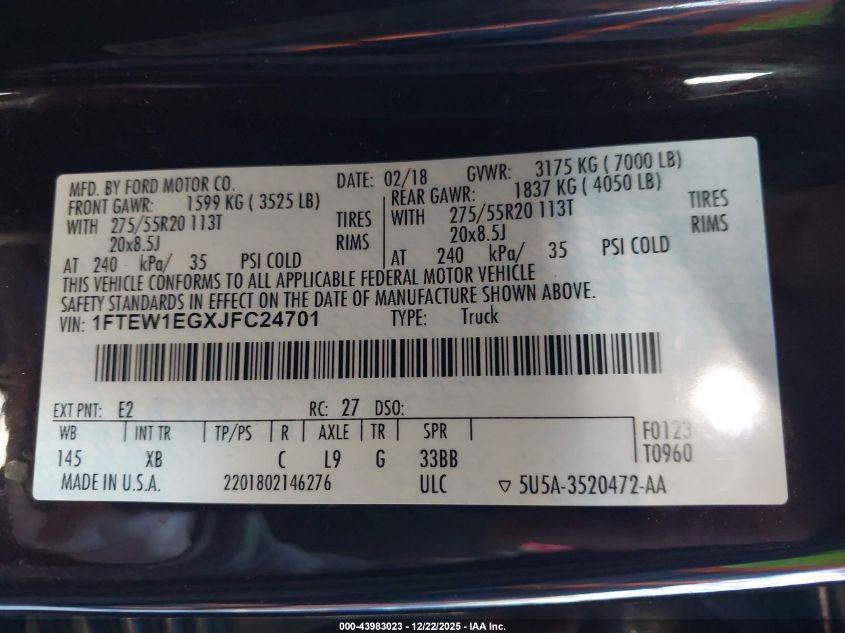 MFD. BY FORD MOTOR CO. DATE: 02/18 GVWR: 3175 KG ( 7000 LB)
FRONT GAWR: 1599 KG ( 3525 LB) REAR GAWR: 1837 KG ( 4050 LB)
WITH 275/55R20 113T TIRES WITH 275/55R20 113T TIRES
20x8.5J RIMS 20x8.5J RIMS
AT 240 kPa/ 35 PSI COLD AT 240 kPa/ 35 PSI COLD
THIS VEHICLE CONFORMS TO ALL APPLICABLE FEDERAL MOTOR VEHICLE
SAFETY STANDARDS IN EFFECT ON THE DATE OF MANUFACTURE SHOWN ABOVE.
VIN: 1FTEW1EGXJFC24701 TYPE: Truck
EXT PNT: E2 RC: 27 DSO:
WB INT TR TP/PS R AXLE TR SPR F0123
145 XB C L9 G 33BB T0960
MADE IN U.S.A. 2201802146276 ULC 5U5A-3520472-AA
000-43983023 - 12/22/2025 - IAA Inc.